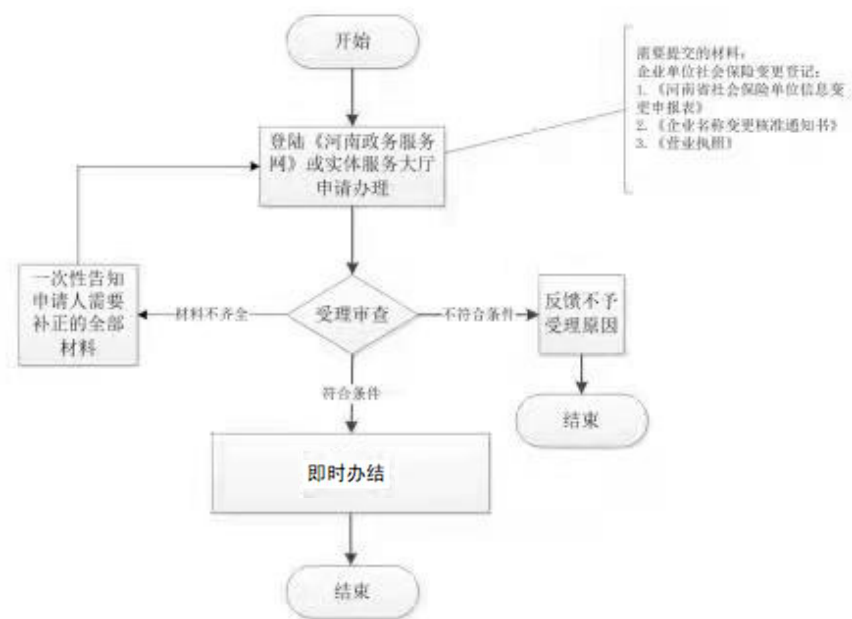 开始
需要提交的材料：
企业单位社会保险变更登记：
1.《河南省社会保险单位信息变
更申报表》
2.《企业名称变更核准通知书》
3.《营业执照》
登陆《河南政务服务
网》或实体服务大厅
申请办理
一次性告知
申请人需要
补正的全部
材料
材料不齐全
受理审查
不符合条件
反馈不予
受理原因
符合条件
结束
即时办结
结束